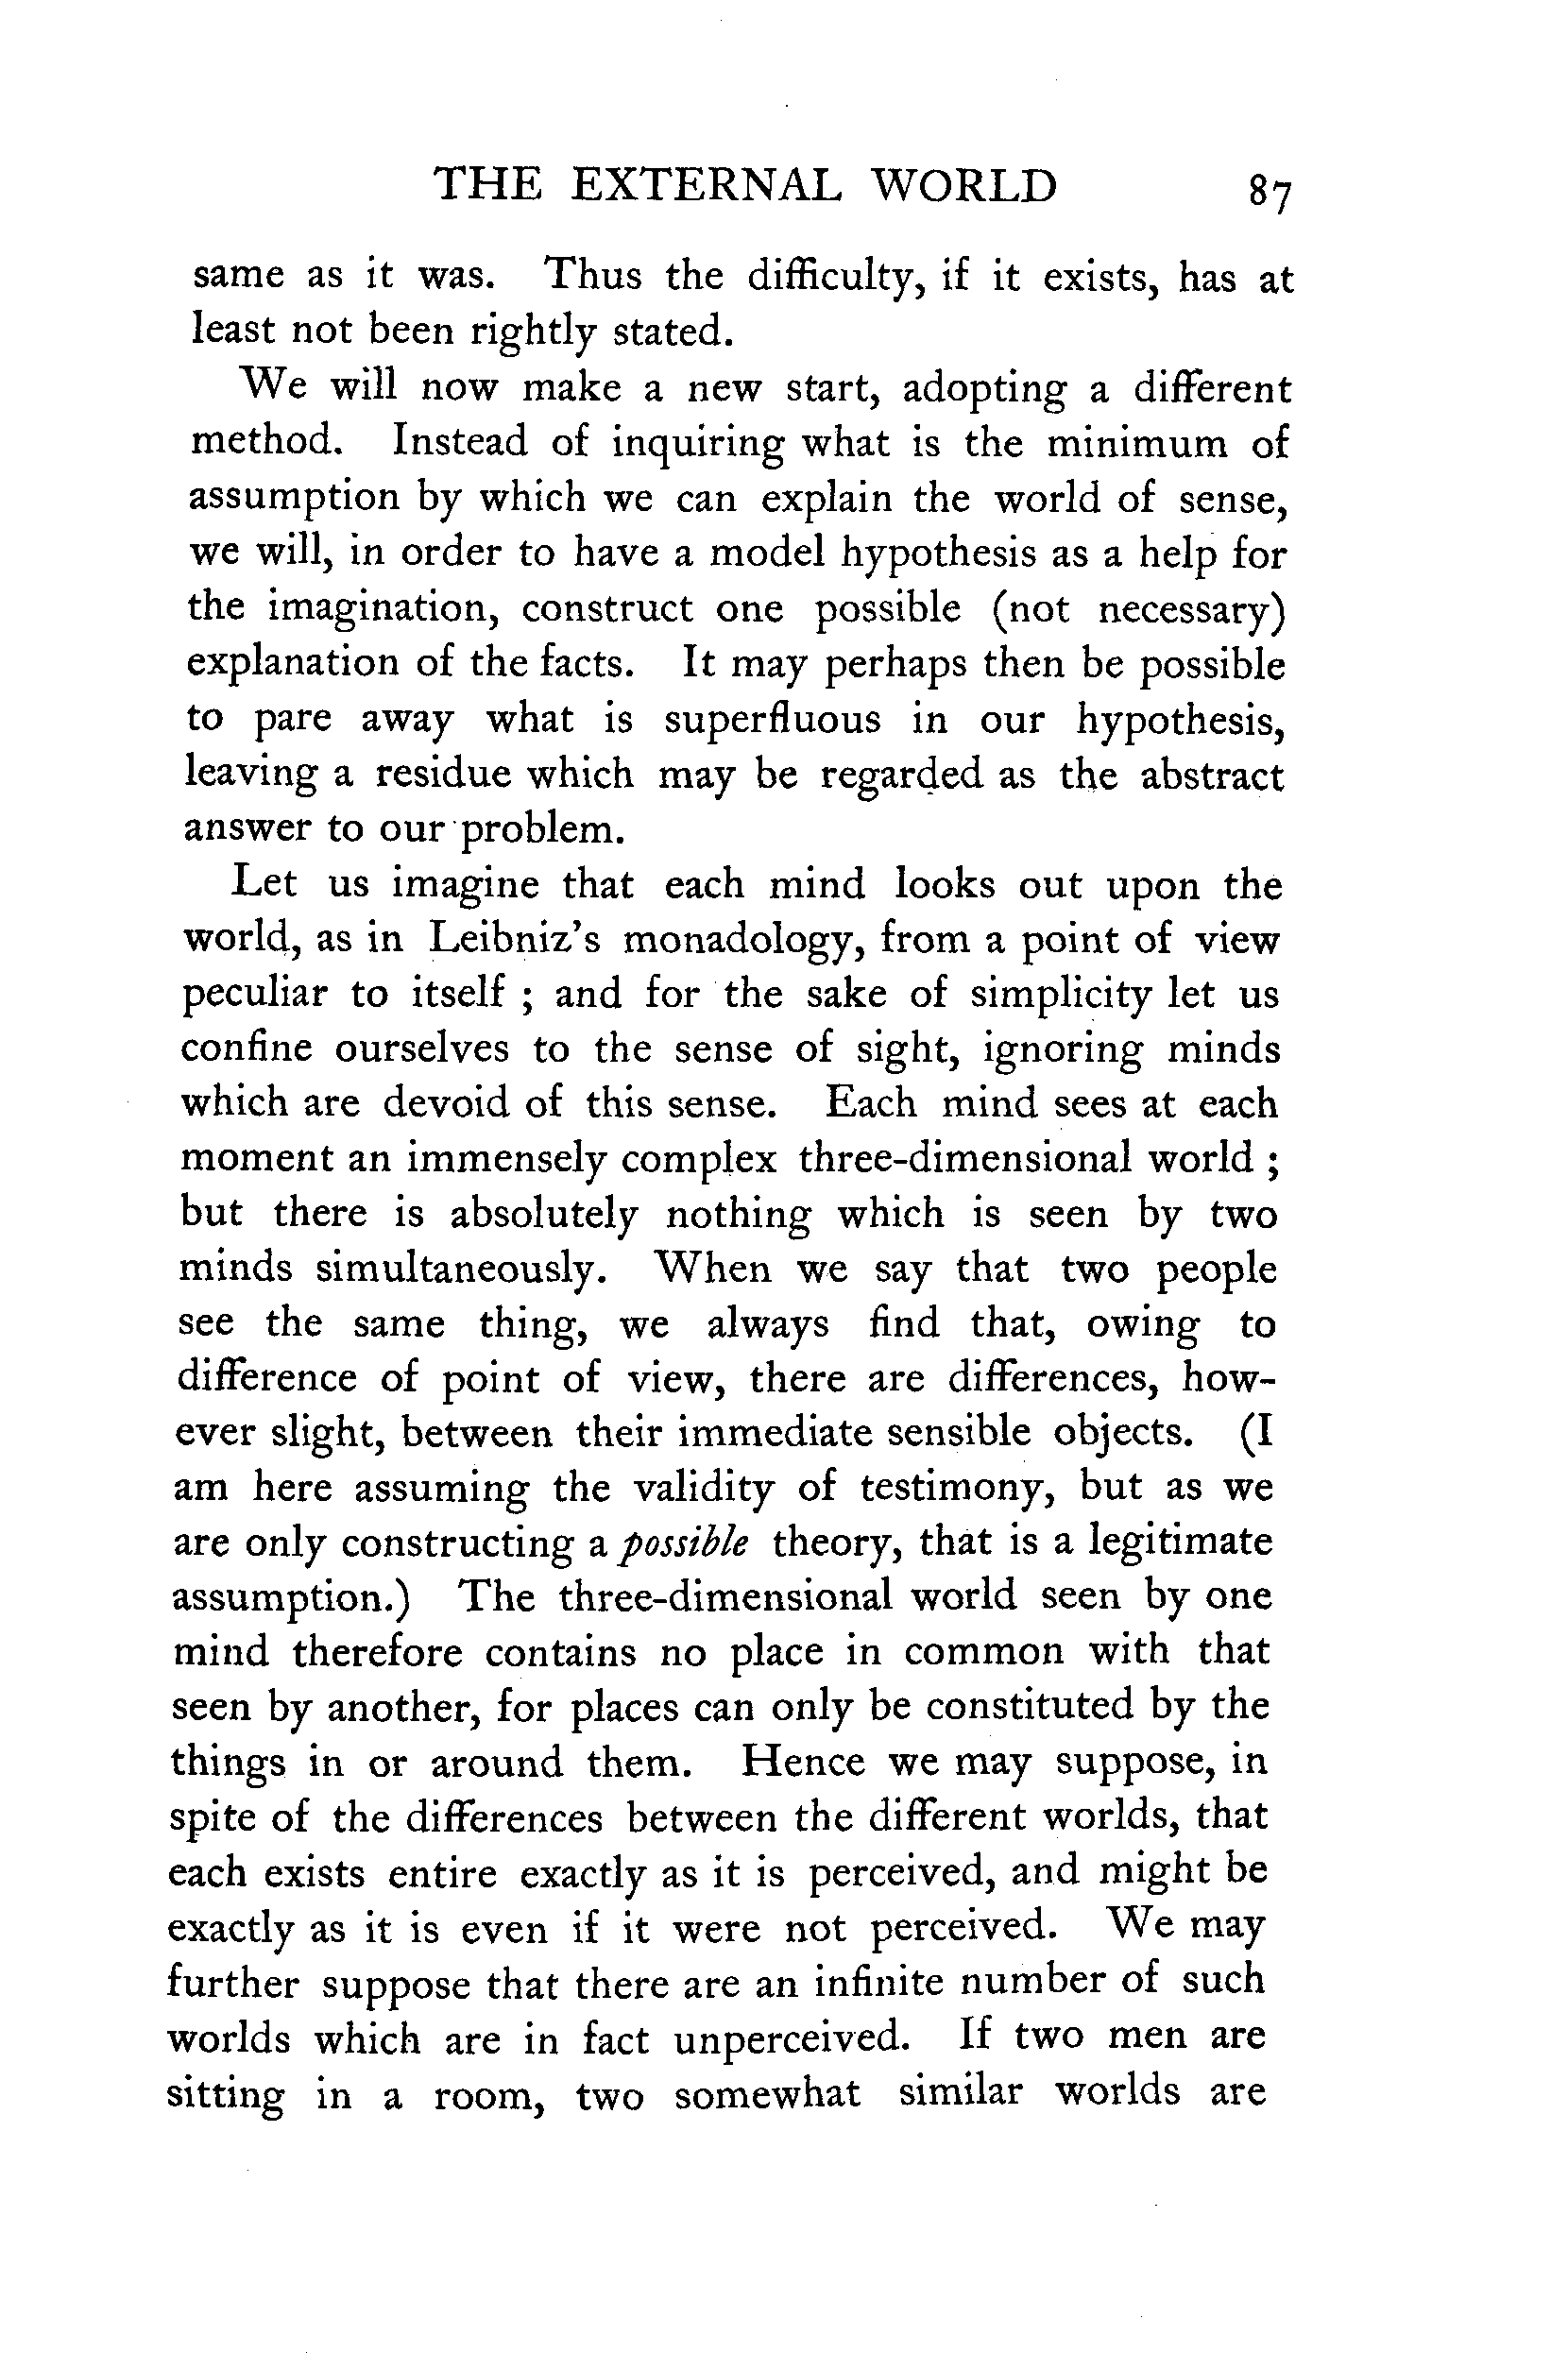 THE EXTERNAL WORLD 87
same as it was. Thus the difficulty, if it exists, has at
least not been rightly stated.
We will now make a new start, adopting a different
method. Instead of inquiring what is the minimum of
assumption by which we can explain the world of sense,
we will, in order to have a model hypothesis as a help for
the imagination, construct one possible (not necessary)
explanation of the facts. It may perhaps then be possible
to pare away what is superfluous in our hypothesis,
leaving a residue which may be regarded as the abstract
answer to our problem.
Let us imagine that each mind looks out upon the
world, as in Leibniz's monadology, from a point of view
peculiar to itself ; and for the sake of simplicity let us
confine ourselves to the sense of sight, ignoring minds
which are devoid of this sense. Each mind sees at each
moment an immensely complex three-dimensional world ;
but there is absolutely nothing which is seen by two
minds simultaneously. When we say that two people
see the same thing, we always find that, owing to
difference of point of view, there are differences, how-
ever slight, between their immediate sensible objects. (I
am here assuming the validity of testimony, but as we
are only constructing a possible theory, that is a legitimate
assumption.) The three-dimensional world seen by one
mind therefore contains no place in common with that
seen by another, for places can only be constituted by the
things in or around them. Hence we may suppose, in
spite of the differences between the different worlds, that
each exists entire exactly as it is perceived, and might be
exactly as it is even if it were not perceived. We may
further suppose that there are an infinite number of such
worlds which are in fact unperceived. If two men are
sitting in a room, two somewhat similar worlds are